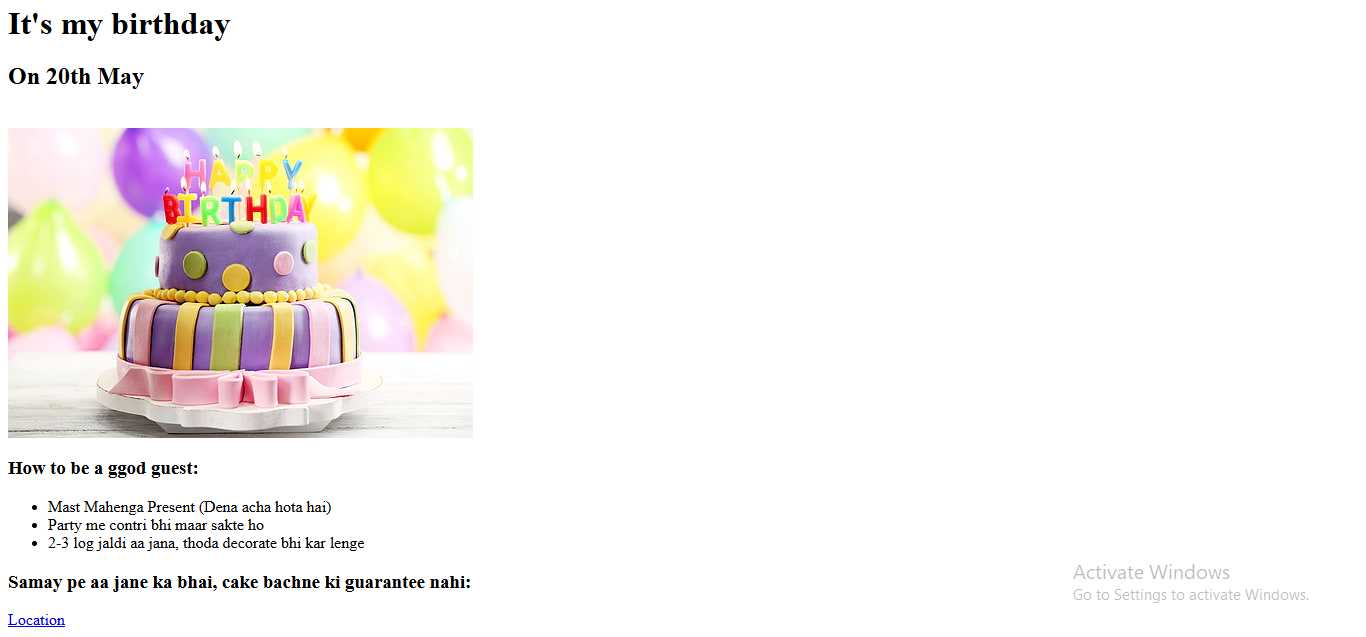 It's my birthday
On 20th May
HAPPY
BIRTHDAY
How to be a ggod guest:
Mast Mahenga Present (Dena acha hota hai)
Party me contri bhi maar sakte ho
2-3 log jaldi aa jana, thoda decorate bhi kar lenge
Samay pe aa jane ka bhai, cake bachne ki guarantee nahi:
Activate Windows
Go to Settings to activate Windows.
Location